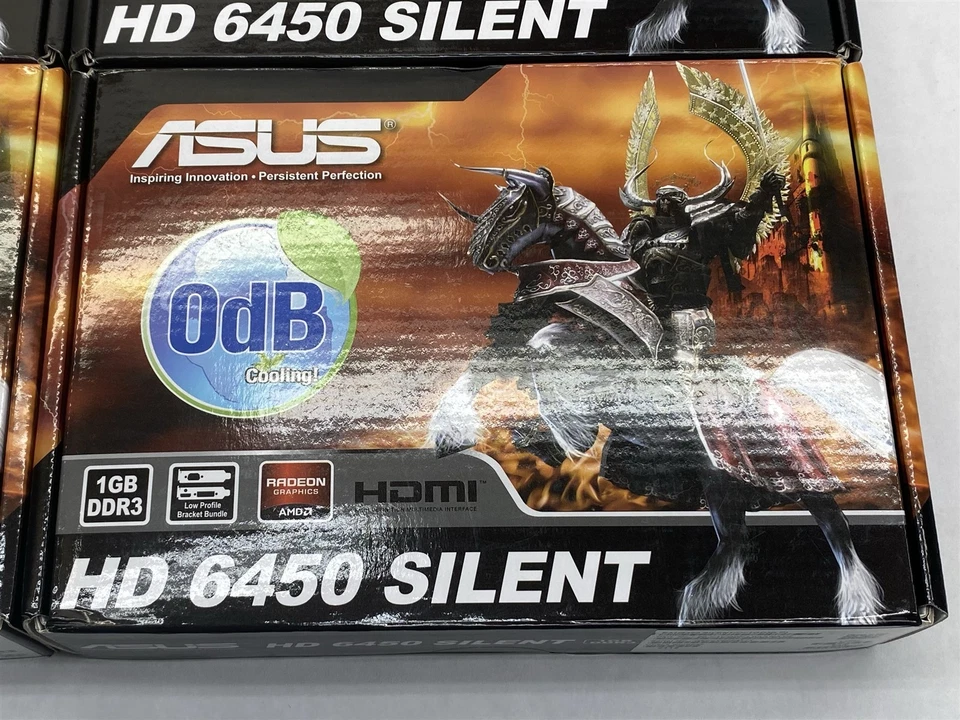 HD 6450 SILENT
ASUS®
Inspiring Innovation • Persistent Perfection
0dB
Cooling!
1GB
DDR3
Low Profile
Bracket Bundle
RADEON
GRAPHICS
AMD
HDMI™
HD 6450 SILENT
ASUS HD 6450 SILENT